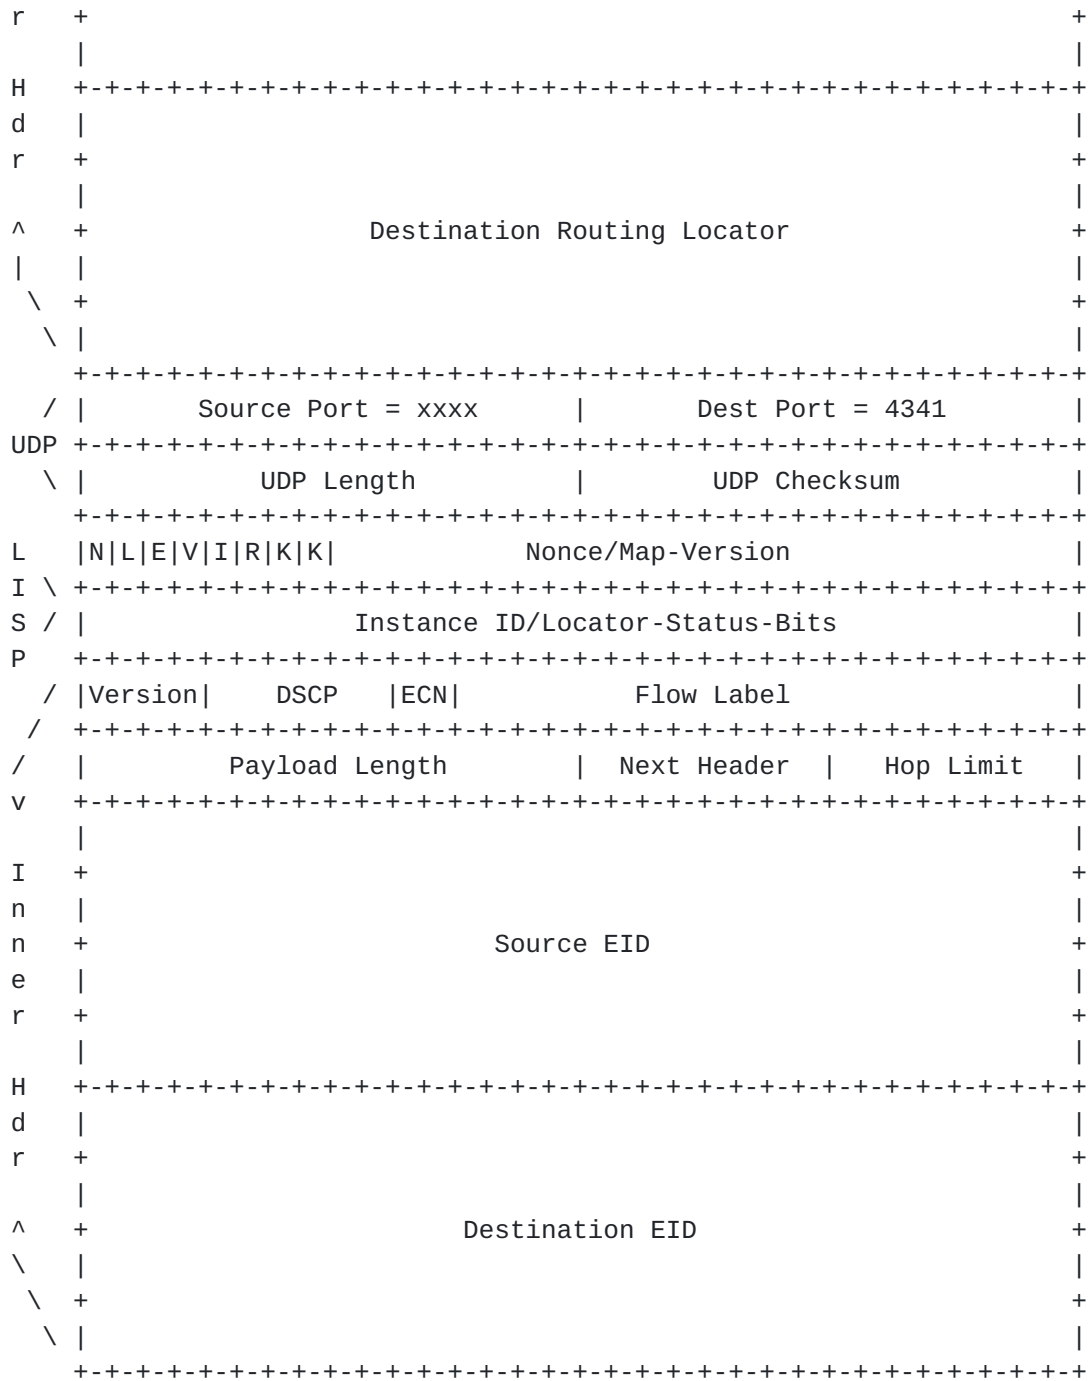 r   +                                                               +
    |                                                               |
H   +-+-+-+-+-+-+-+-+-+-+-+-+-+-+-+-+-+-+-+-+-+-+-+-+-+-+-+-+-+-+-+-+
d   |                                                               |
r   +                                                               +
    |                                                               |
^   +                  Destination Routing Locator                  +
|   |                                                               |
 \  +                                                               +
  \ |                                                               |
    +-+-+-+-+-+-+-+-+-+-+-+-+-+-+-+-+-+-+-+-+-+-+-+-+-+-+-+-+-+-+-+-+
  / |       Source Port = xxxx      |       Dest Port = 4341        |
UDP +-+-+-+-+-+-+-+-+-+-+-+-+-+-+-+-+-+-+-+-+-+-+-+-+-+-+-+-+-+-+-+-+
  \ |           UDP Length          |        UDP Checksum           |
    +-+-+-+-+-+-+-+-+-+-+-+-+-+-+-+-+-+-+-+-+-+-+-+-+-+-+-+-+-+-+-+-+
L   |N|L|E|V|I|R|K|K|            Nonce/Map-Version                  |
I \ +-+-+-+-+-+-+-+-+-+-+-+-+-+-+-+-+-+-+-+-+-+-+-+-+-+-+-+-+-+-+-+-+
S / |                 Instance ID/Locator-Status-Bits               |
P   +-+-+-+-+-+-+-+-+-+-+-+-+-+-+-+-+-+-+-+-+-+-+-+-+-+-+-+-+-+-+-+-+
  / |Version|    DSCP   |ECN|           Flow Label                  |
 /  +-+-+-+-+-+-+-+-+-+-+-+-+-+-+-+-+-+-+-+-+-+-+-+-+-+-+-+-+-+-+-+-+
/   |         Payload Length        |  Next Header  |   Hop Limit   |
v   +-+-+-+-+-+-+-+-+-+-+-+-+-+-+-+-+-+-+-+-+-+-+-+-+-+-+-+-+-+-+-+-+
    |                                                               |
I   +                                                               +
n   |                                                               |
n   +                          Source EID                           +
e   |                                                               |
r   +                                                               +
    |                                                               |
H   +-+-+-+-+-+-+-+-+-+-+-+-+-+-+-+-+-+-+-+-+-+-+-+-+-+-+-+-+-+-+-+-+
d   |                                                               |
r   +                                                               +
    |                                                               |
^   +                        Destination EID                        +
\   |                                                               |
 \  +                                                               +
  \ |                                                               |
    +-+-+-+-+-+-+-+-+-+-+-+-+-+-+-+-+-+-+-+-+-+-+-+-+-+-+-+-+-+-+-+-+